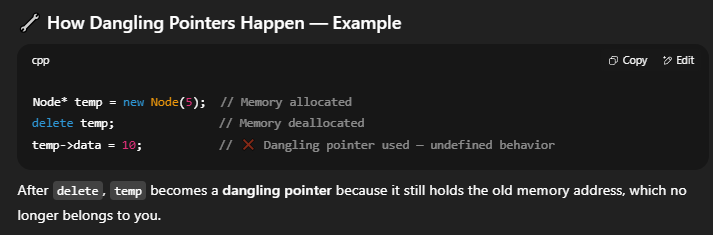 🔧 How Dangling Pointers Happen — Example
cpp
Copy
Edit
Node* temp = new Node(5);  // Memory allocated
delete temp;               // Memory deallocated
temp->data = 10;           // ❌ Dangling pointer used — undefined behavior
After delete, temp becomes a dangling pointer because it still holds the old memory address, which no
longer belongs to you.